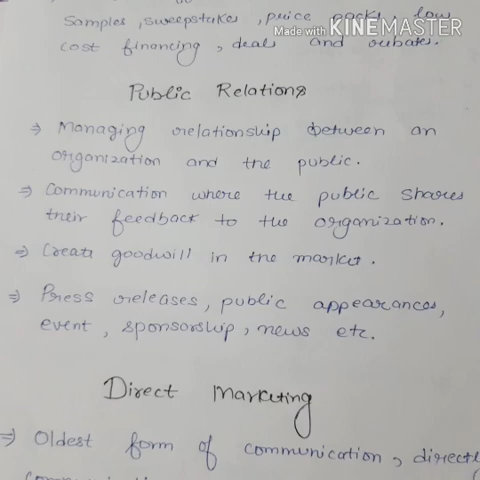 Samples, sweepstakes, price packs, low
Made with KINEMASTER
cost financing, deals and rebates.
Public Relations
⇒ Managing relationship between an
organization and the public.
⇒ Communication where the public shares
their feedback to the organization.
⇒ Create goodwill in the market.
⇒ Press releases, public appearances,
event, sponsorship, news etc.
Direct Marketing
⇒ Oldest form of communication, directly